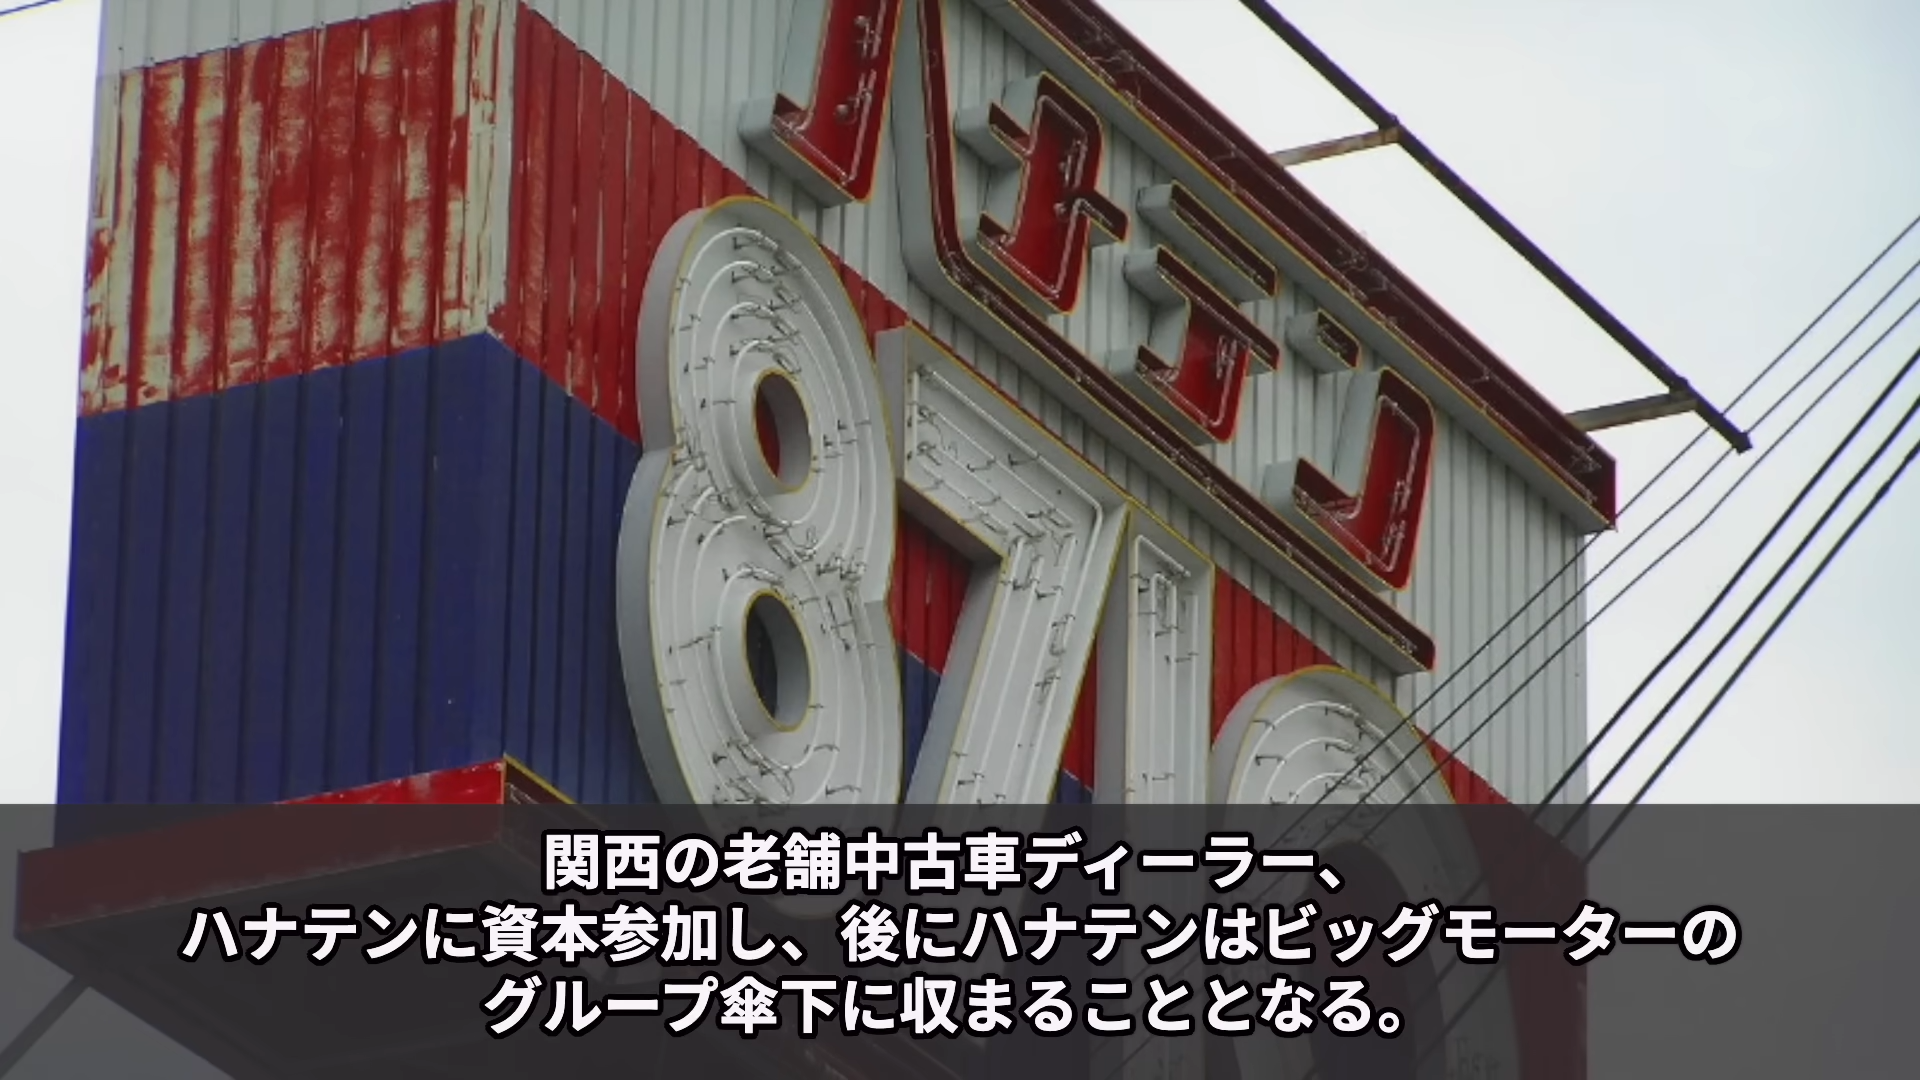 ハナテン
8710
関西の老舗中古車ディーラー、
ハナテンに資本参加し、後にハナテンはビッグモーターの
グループ傘下に収まることとなる。